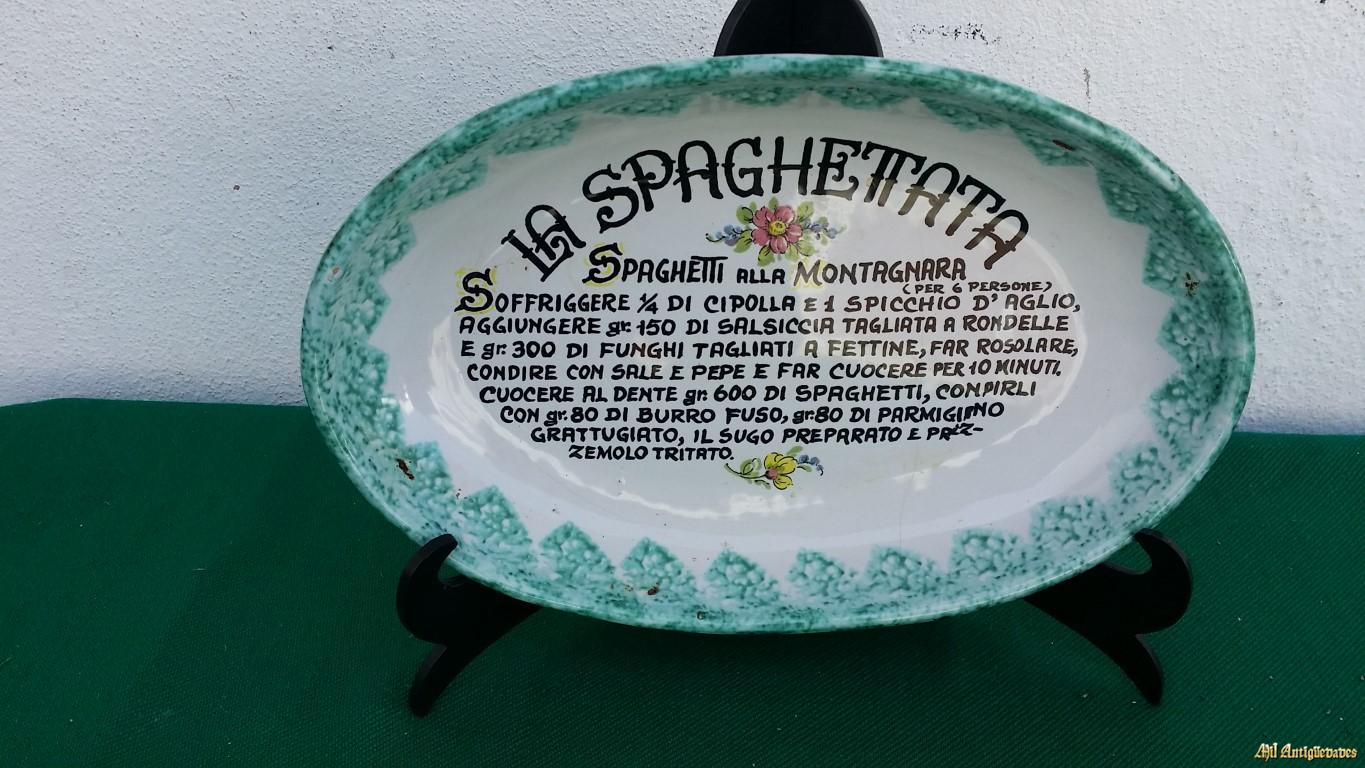 LA SPAGHETTATA
SPAGHETTI ALLA MONTAGNARA
(PER 6 PERSONE)
SOFFRIGGERE ¼ DI CIPOLLA E 1 SPICCHIO D'AGLIO,
AGGIUNGERE gr. 150 DI SALSICCIA TAGLIATA A RONDELLE
E gr. 300 DI FUNGHI TAGLIATI A FETTINE, FAR ROSOLARE,
CONDIRE CON SALE E PEPE E FAR CUOCERE PER 10 MINUTI.
CUOCERE AL DENTE gr. 600 DI SPAGHETTI, CONDIRLI
CON gr. 80 DI BURRO FUSO, gr. 80 DI PARMIGIANO
GRATTUGIATO, IL SUGO PREPARATO E PREZ-
ZEMOLO TRITATO.
Mil Antigüedades